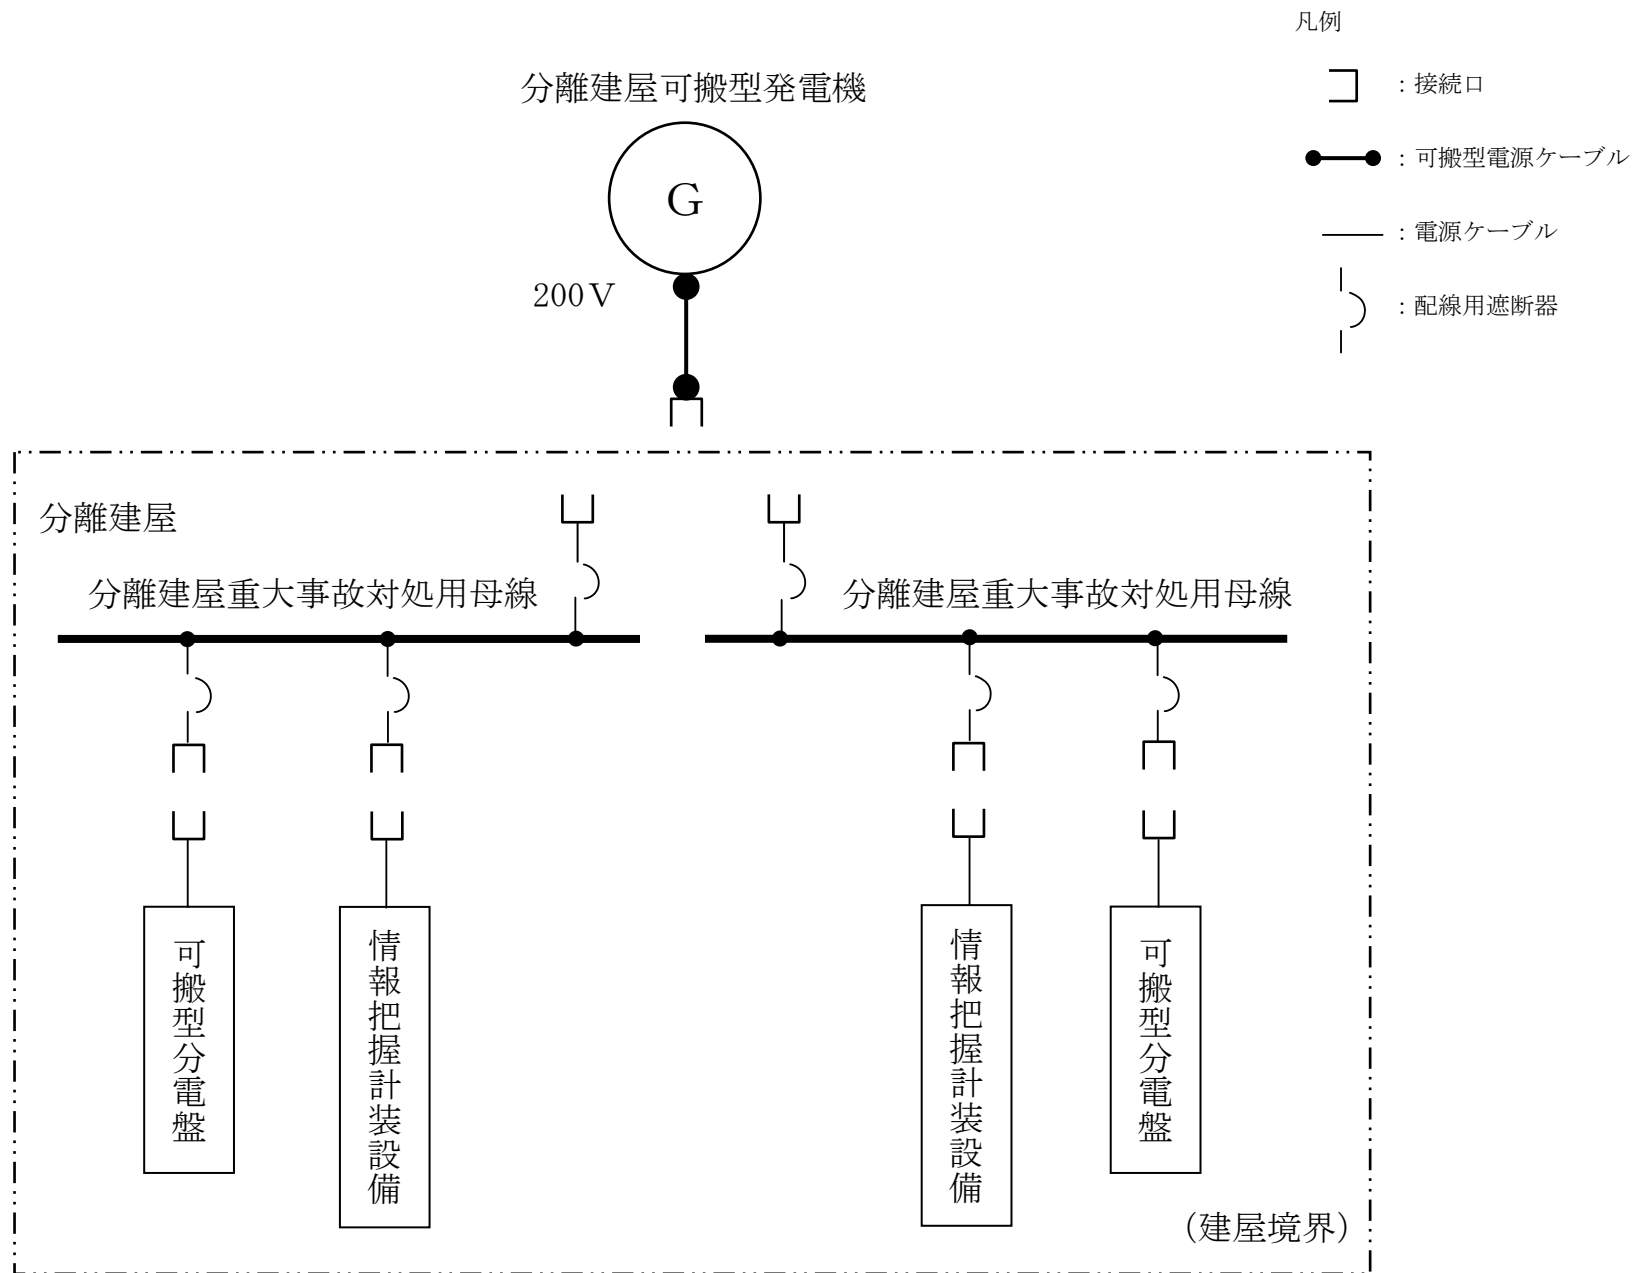 凡例
：接続口
：可搬型電源ケーブル
：電源ケーブル
：配線用遮断器
分離建屋可搬型発電機
G
200V
分離建屋
分離建屋重大事故対処用母線
分離建屋重大事故対処用母線
可搬型分電盤
情報把握計装設備
情報把握計装設備
可搬型分電盤
（建屋境界）